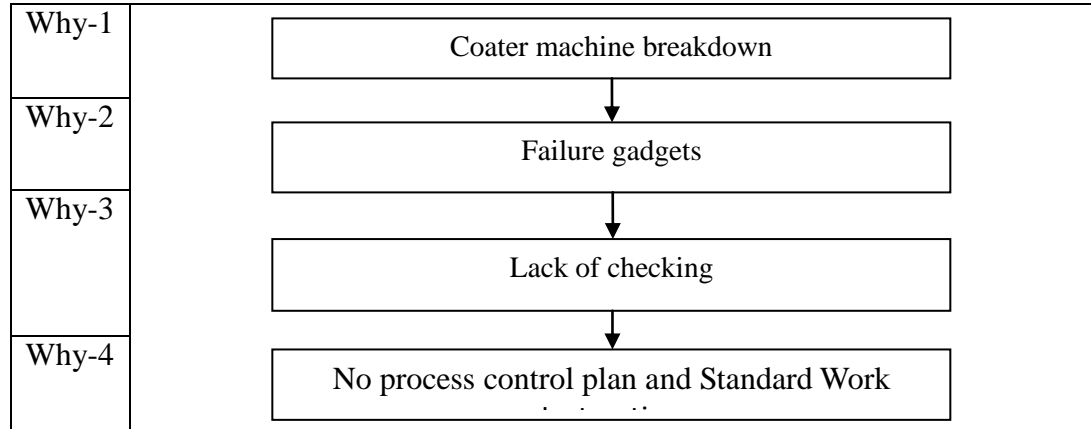 Why-1
Coater machine breakdown
Why-2
Failure gadgets
Why-3
Lack of checking
Why-4
No process control plan and Standard Work